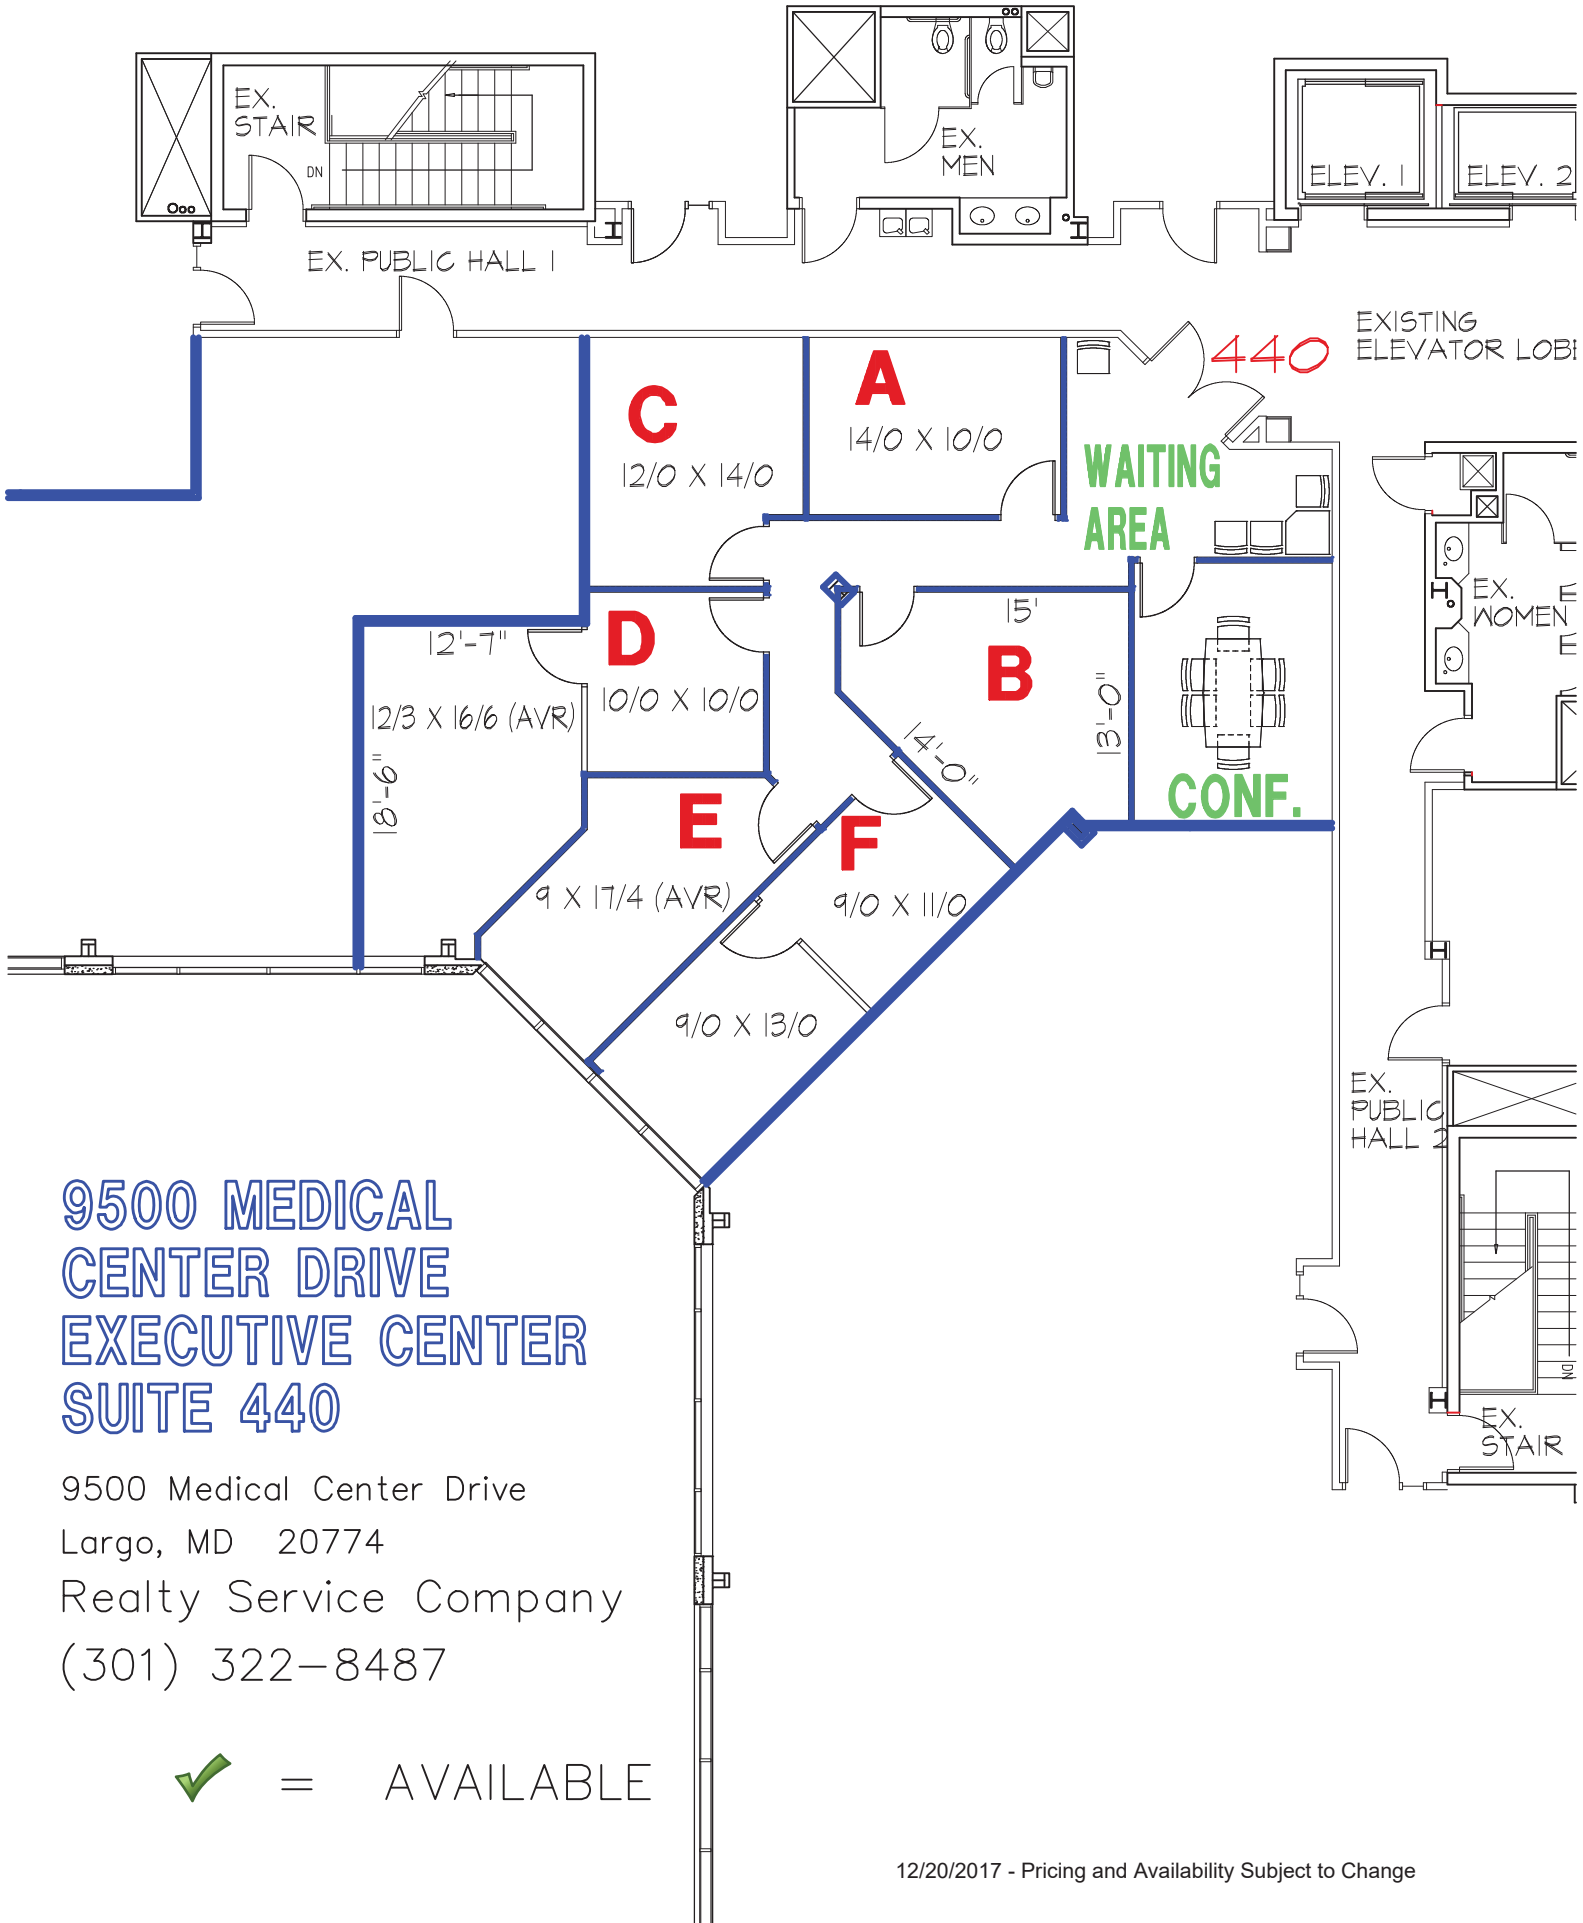 EX.
STAIR
DN
EX.
MEN
ELEV. 1
ELEV. 2
EX. PUBLIC HALL 1
440
EXISTING
ELEVATOR LOBB
C
12/0 X 14/0
A
14/0 X 10/0
WAITING
AREA
12'-7"
12/3 X 16/6 (AVR)
18'-6"
D
10/0 X 10/0
15'
B
13'-0"
14'-0"
EX.
WOMEN
CONF.
E
9 X 17/4 (AVR)
F
9/0 X 11/0
9/0 X 13/0
EX.
PUBLIC
HALL 2
DN
EX.
STAIR
9500 MEDICAL
CENTER DRIVE
EXECUTIVE CENTER
SUITE 440
9500 Medical Center Drive
Largo, MD 20774
Realty Service Company
(301) 322-8487
= AVAILABLE
12/20/2017 - Pricing and Availability Subject to Change